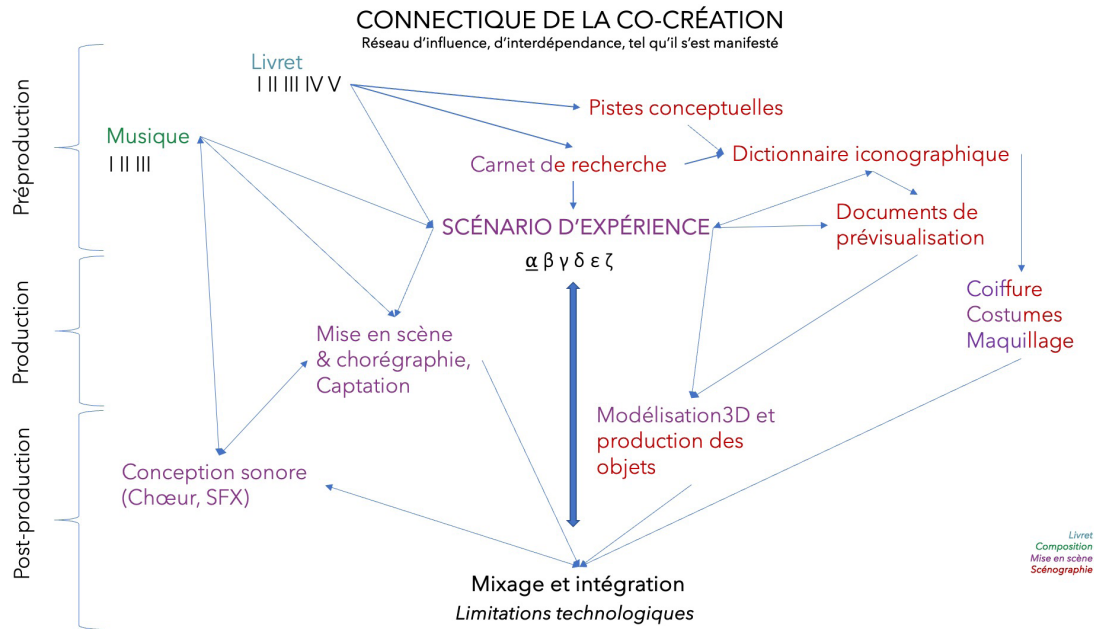 CONNECTIQUE DE LA CO-CRÉATION
Réseau d'influence, d'interdépendance, tel qu'il s'est manifesté
Préproduction
Livret
I II III IV V
Pistes conceptuelles
Musique
I II III
Carnet de recherche
Dictionnaire iconographique
SCÉNARIO D'EXPÉRIENCE
α β γ δ ε ζ
Documents de
prévisualisation
Production
Coiffure
Costumes
Maquillage
Mise en scène
& chorégraphie,
Captation
Modélisation3D et
production des
objets
Post-production
Conception sonore
(Chœur, SFX)
Mixage et intégration
Limitations technologiques
Livret
Composition
Mise en scène
Scénographie